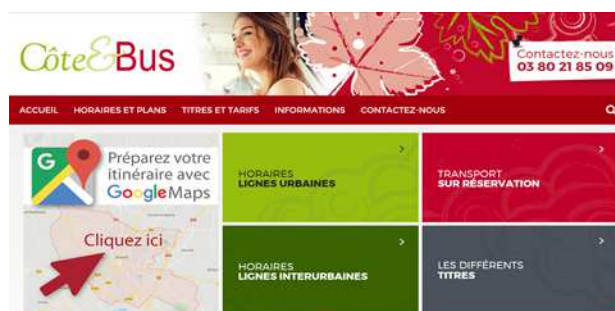 Côte&Bus
Contactez-nous
03 80 21 85 09
ACCUEIL HORAIRES ET PLANS TITRES ET TARIFS INFORMATIONS CONTACTEZ-NOUS
G
Préparez votre
itinéraire avec
Google Maps
Cliquez ici
HORAIRES
LIGNES URBAINES
TRANSPORT
SUR RÉSERVATION
HORAIRES
LIGNES INTERURBAINES
LES DIFFÉRENTS
TITRES